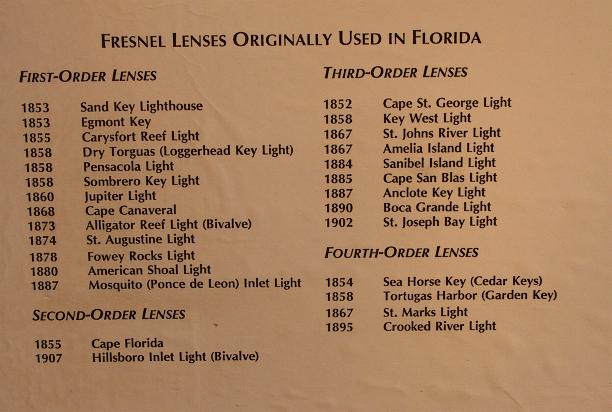 FRESNEL LENSES ORIGINALLY USED IN FLORIDA
FIRST-ORDER LENSES
1853 Sand Key Lighthouse
1853 Egmont Key
1855 Carysfort Reef Light
1858 Dry Torguas (Loggerhead Key Light)
1858 Pensacola Light
1858 Sombrero Key Light
1860 Jupiter Light
1868 Cape Canaveral
1873 Alligator Reef Light (Bivalve)
1874 St. Augustine Light
1878 Fowey Rocks Light
1880 American Shoal Light
1887 Mosquito (Ponce de Leon) Inlet Light
SECOND-ORDER LENSES
1855 Cape Florida
1907 Hillsboro Inlet Light (Bivalve)
THIRD-ORDER LENSES
1852 Cape St. George Light
1858 Key West Light
1867 St. Johns River Light
1867 Amelia Island Light
1884 Sanibel Island Light
1885 Cape San Blas Light
1887 Anclote Key Light
1890 Boca Grande Light
1902 St. Joseph Bay Light
FOURTH-ORDER LENSES
1854 Sea Horse Key (Cedar Keys)
1858 Tortugas Harbor (Garden Key)
1867 St. Marks Light
1895 Crooked River Light